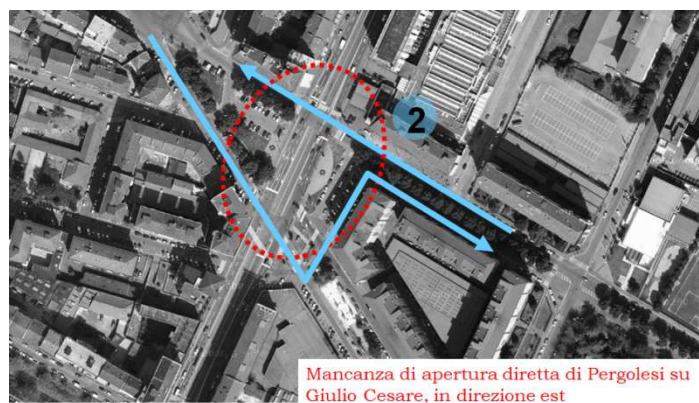 2
Mancanza di apertura diretta di Pergolesi su
Giulio Cesare, in direzione est